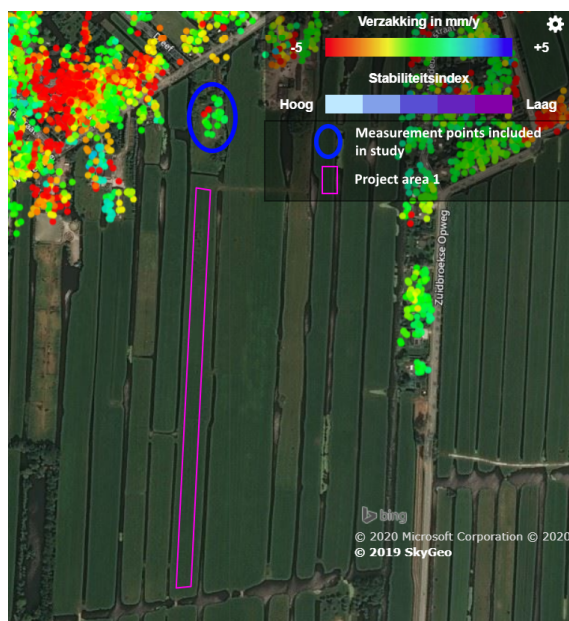 Verzakking in mm/y
-5
+5
Stabiliteitsindex
Hoog
Laag
Measurement points included
in study
Project area 1
Zuidbroekse Opweg
bing
© 2020 Microsoft Corporation © 2020
© 2019 SkyGeo